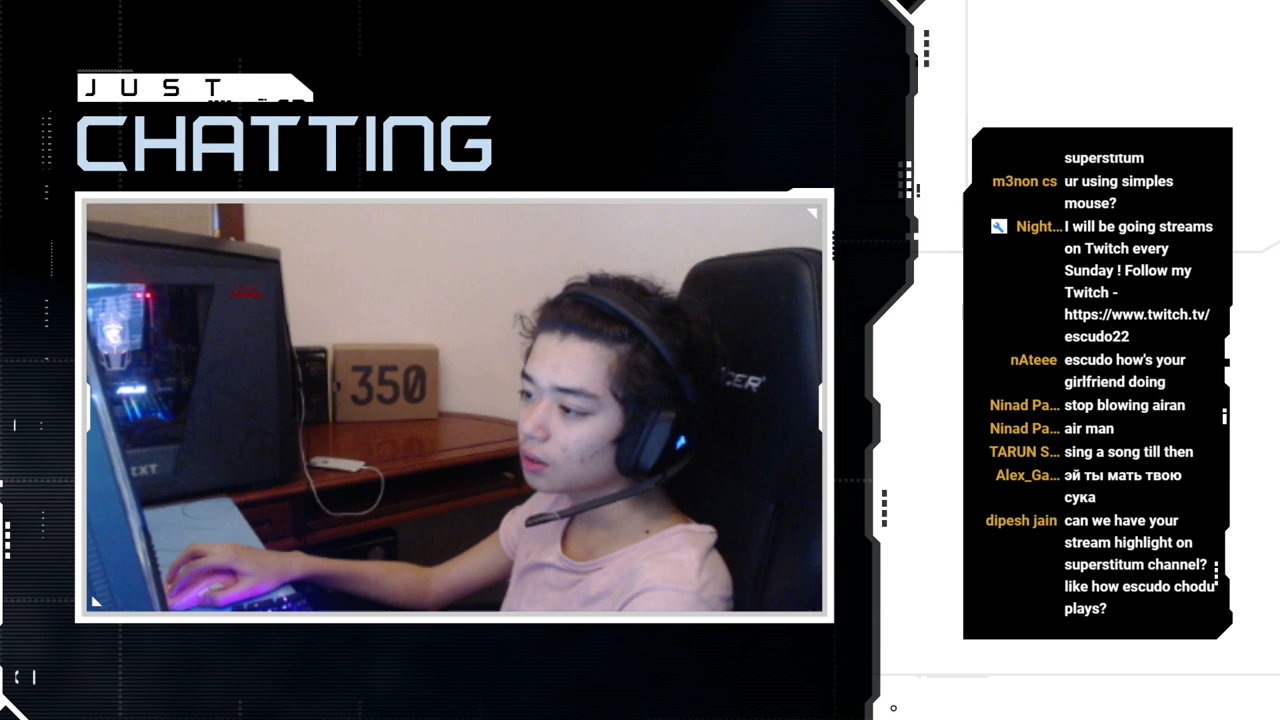 JUST
CHATTING
350
ASUS
EXT
superstitum
m3non cs ur using simples
mouse?
Night… I will be going streams
on Twitch every
Sunday ! Follow my
Twitch -
https://www.twitch.tv/
escudo22
nAteee escudo how's your
girlfriend doing
Ninad Pa… stop blowing airan
Ninad Pa… air man
TARUN S… sing a song till then
Alex_Ga… эй ты мать твою
сука
dipesh jain can we have your
stream highlight on
superstitum channel?
like how escudo chodu
plays?